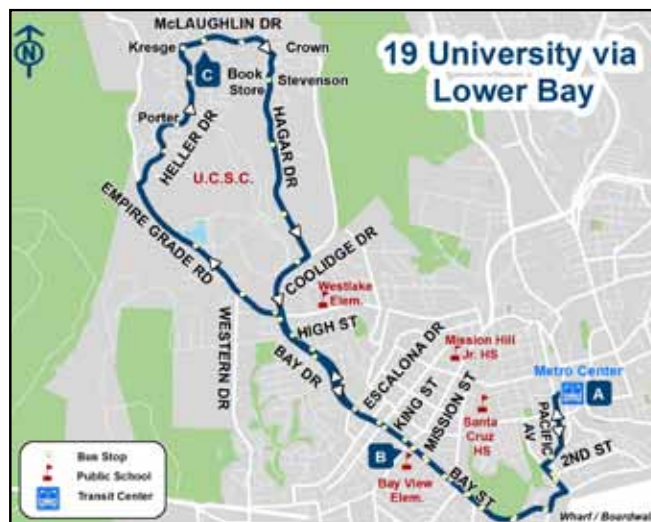 19 University via
Lower Bay
N
McLAUGHLIN DR
Kresge
Crown
C
Book
Store
Stevenson
Porter
HELLER DR
HAGAR DR
U.C.S.C.
EMPIRE GRADE RD
COOLIDGE DR
Westlake
Elem.
HIGH ST
WESTERN DR
BAY DR
ESCALONA DR
KING ST
MISSION ST
Mission Hill
Jr. HS
Metro Center
A
PACIFIC
AV
Santa
Cruz
HS
2ND ST
B
Bay View
Elem.
BAY ST
Bus Stop
Public School
Transit Center
Wharf / Boardwalk